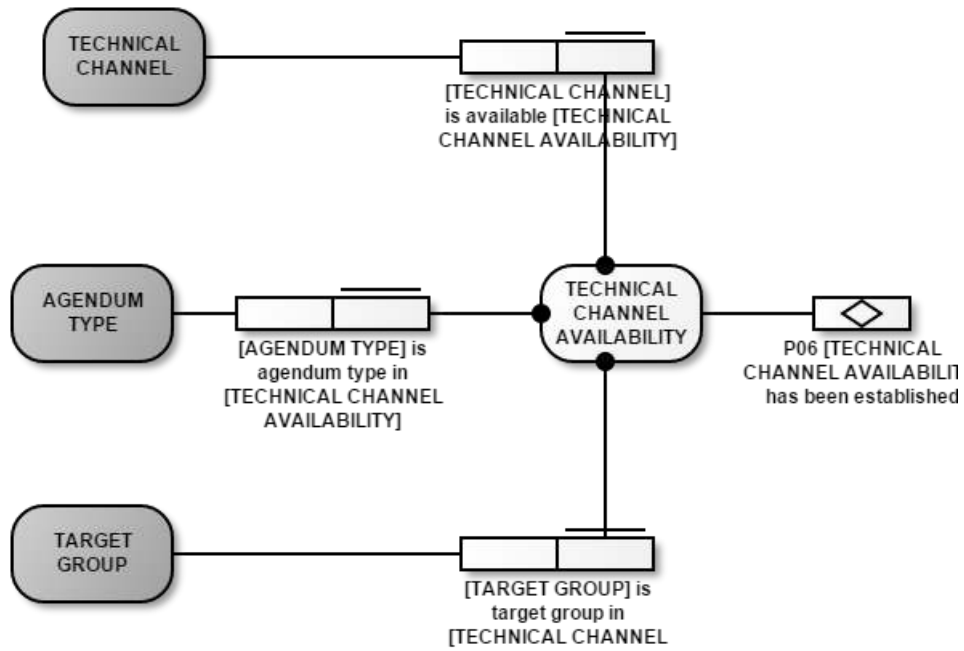 TECHNICAL
CHANNEL
[TECHNICAL CHANNEL]
is available [TECHNICAL
CHANNEL AVAILABILITY]
AGENDUM
TYPE
[AGENDUM TYPE] is
agendum type in
[TECHNICAL CHANNEL
AVAILABILITY]
TECHNICAL
CHANNEL
AVAILABILITY
P06 [TECHNICAL
CHANNEL AVAILABILIT
has been established
TARGET
GROUP
[TARGET GROUP] is
target group in
[TECHNICAL CHANNEL